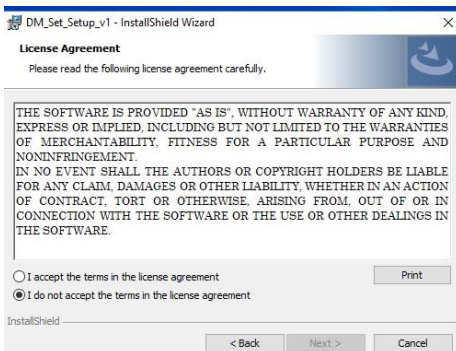 DM_Set_Setup_v1 - InstallShield Wizard
License Agreement
Please read the following license agreement carefully.
THE SOFTWARE IS PROVIDED "AS IS", WITHOUT WARRANTY OF ANY KIND,
EXPRESS OR IMPLIED, INCLUDING BUT NOT LIMITED TO THE WARRANTIES
OF MERCHANTABILITY, FITNESS FOR A PARTICULAR PURPOSE AND
NONINFRINGEMENT.
IN NO EVENT SHALL THE AUTHORS OR COPYRIGHT HOLDERS BE LIABLE
FOR ANY CLAIM, DAMAGES OR OTHER LIABILITY, WHETHER IN AN ACTION
OF CONTRACT, TORT OR OTHERWISE, ARISING FROM, OUT OF OR IN
CONNECTION WITH THE SOFTWARE OR THE USE OR OTHER DEALINGS IN
THE SOFTWARE.
I accept the terms in the license agreement
Print
I do not accept the terms in the license agreement
InstallShield
< Back Next > Cancel